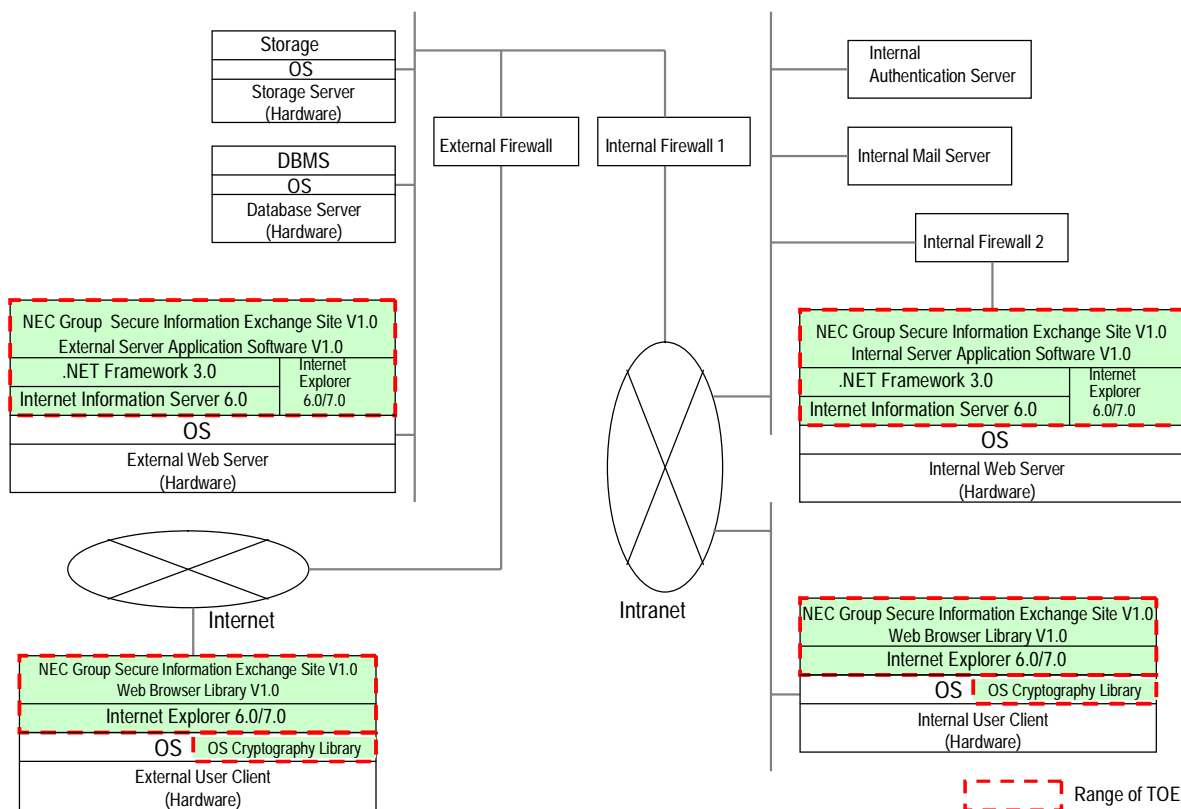 Storage
OS
Storage Server
(Hardware)
DBMS
OS
Database Server
(Hardware)
External Firewall
Internal Firewall 1
Internal
Authentication Server
Internal Mail Server
Internal Firewall 2
NEC Group Secure Information Exchange Site V1.0
External Server Application Software V1.0
.NET Framework 3.0
Internet Information Server 6.0
Internet
Explorer
6.0/7.0
OS
External Web Server
(Hardware)
NEC Group Secure Information Exchange Site V1.0
Internal Server Application Software V1.0
.NET Framework 3.0
Internet Information Server 6.0
Internet
Explorer
6.0/7.0
OS
Internal Web Server
(Hardware)
Internet
Intranet
NEC Group Secure Information Exchange Site V1.0
Web Browser Library V1.0
Internet Explorer 6.0/7.0
OS
OS Cryptography Library
External User Client
(Hardware)
NEC Group Secure Information Exchange Site V1.0
Web Browser Library V1.0
Internet Explorer 6.0/7.0
OS
OS Cryptography Library
Internal User Client
(Hardware)
Range of TOE